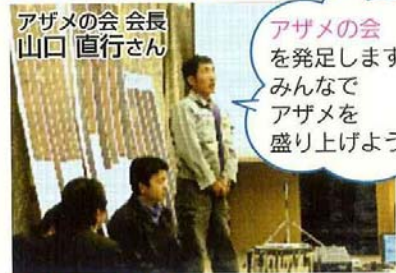 アザメの会 会長
山口 直行さん
アザメの会
を発足します
みんなで
アザメを
盛り上げよう